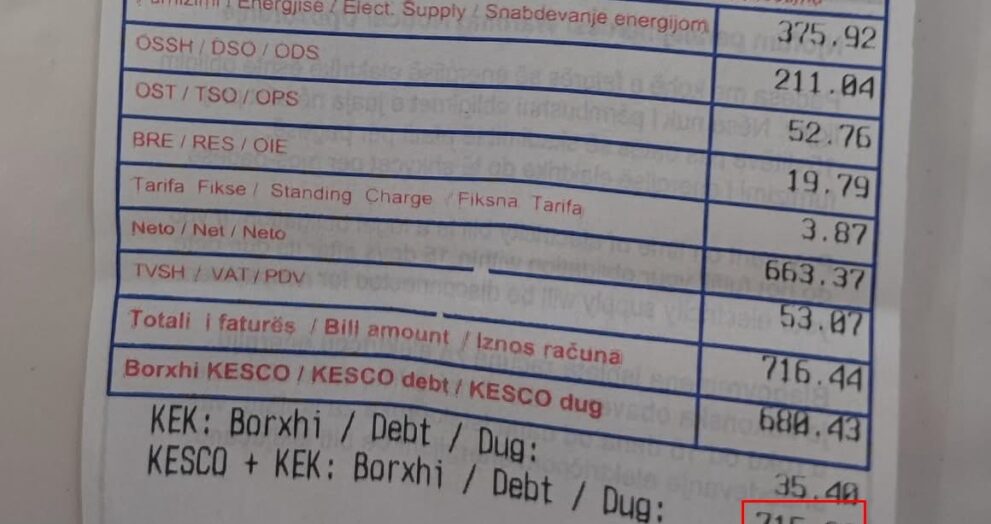 Energjisë / Elect. Supply / Snabdevanje energijom 375.92
OSSH / DSO / ODS 211.04
OST / TSO / OPS 52.76
BRE / RES / OIE 19.79
Tarifa Fikse / Standing Charge / Fiksna Tarifa 3.87
Neto / Net / Neto 663.37
TVSH / VAT / PDV 53.07
Totali i faturës / Bill amount / Iznos računa 716.44
Borxhi KESCO / KESCO debt / KESCO dug 680.43
KEK: Borxhi / Debt / Dug: 35.40
KESCO + KEK: Borxhi / Debt / Dug: